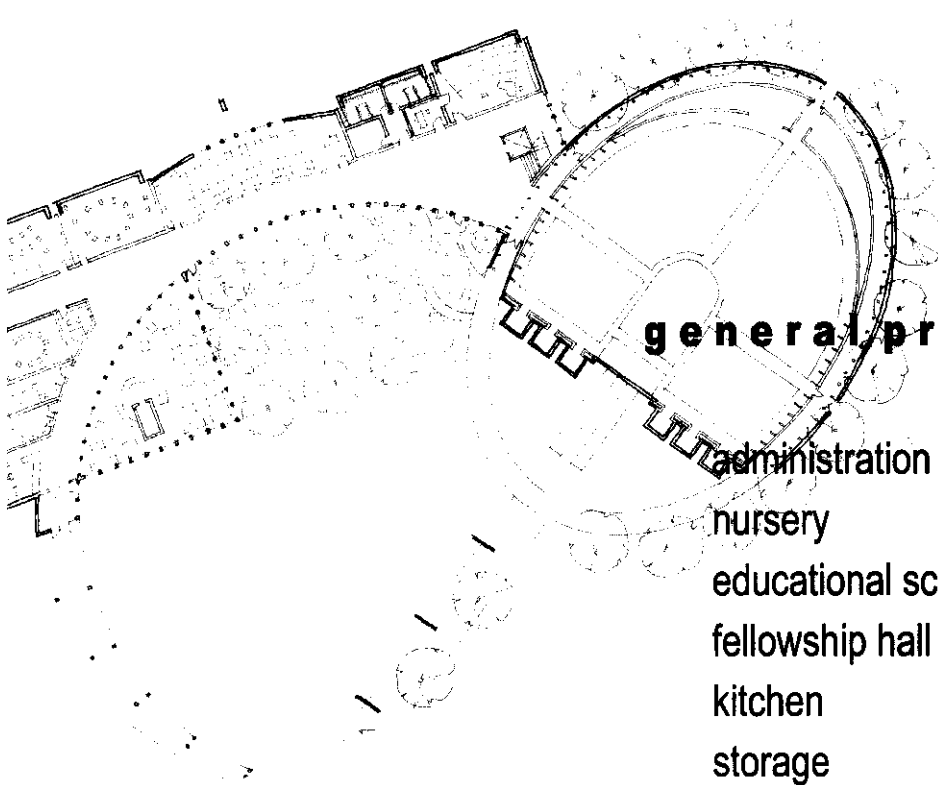 general pr
administration
nursery
educational sc
fellowship hall
kitchen
storage